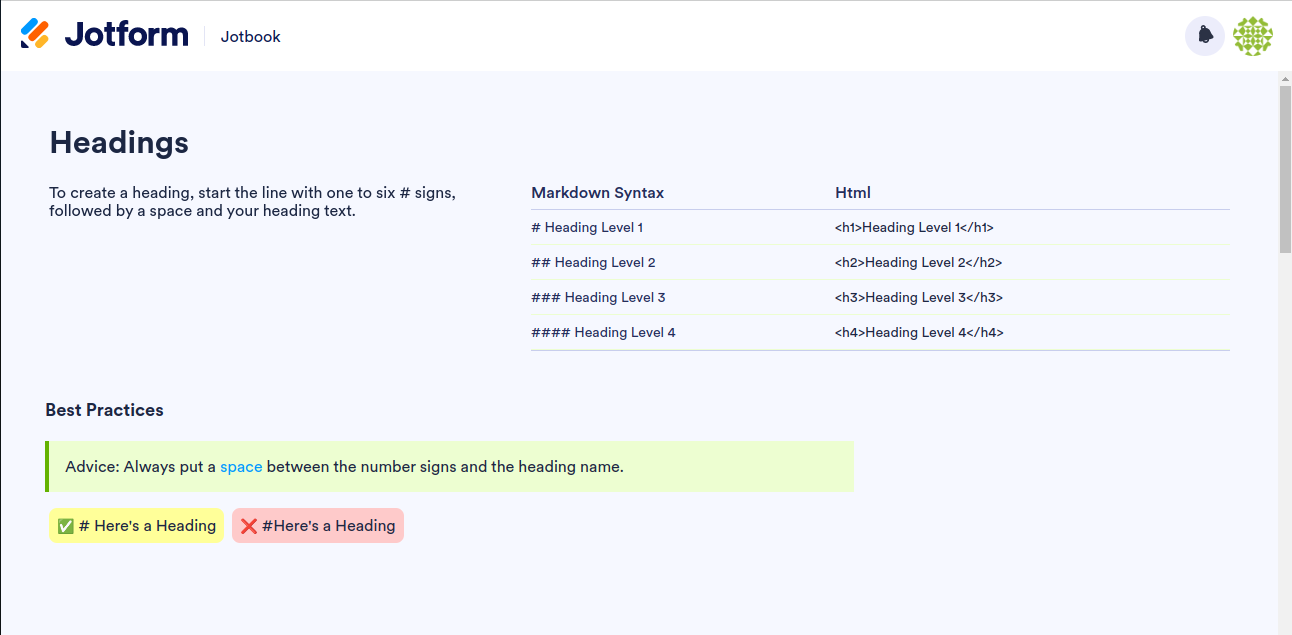 Jotform
Jotbook
Headings
To create a heading, start the line with one to six # signs,
followed by a space and your heading text.
Markdown Syntax Html
# Heading Level 1 <h1>Heading Level 1</h1>
## Heading Level 2 <h2>Heading Level 2</h2>
### Heading Level 3 <h3>Heading Level 3</h3>
#### Heading Level 4 <h4>Heading Level 4</h4>
Best Practices
Advice: Always put a space between the number signs and the heading name.
✅ # Here's a Heading ❌ #Here's a Heading